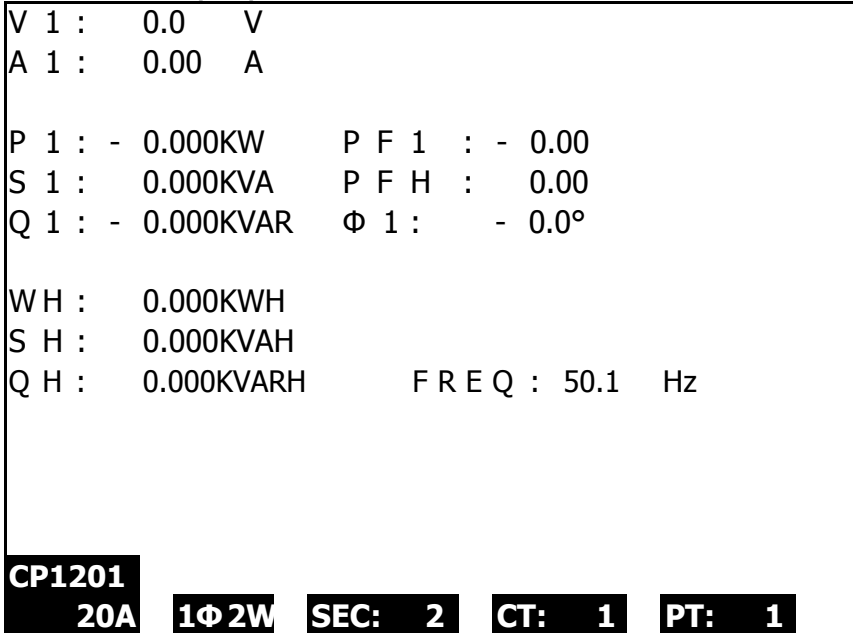 V 1 : 0.0 V
A 1 : 0.00 A
P 1 : - 0.000KW P F 1 : - 0.00
S 1 : 0.000KVA P F H : 0.00
Q 1 : - 0.000KVAR Φ 1 : - 0.0°
W H : 0.000KWH
S H : 0.000KVAH
Q H : 0.000KVARH F R E Q : 50.1 Hz
CP1201
20A 1Φ 2W SEC: 2 CT: 1 PT: 1